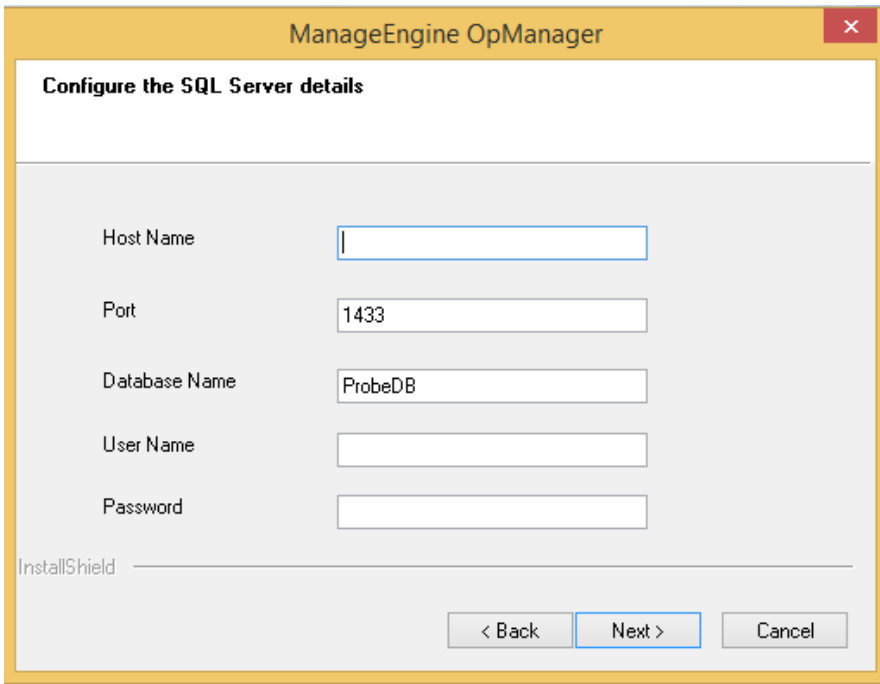 ManageEngine OpManager
Configure the SQL Server details
Host Name
Port 1433
Database Name ProbeDB
User Name
Password
InstallShield
< Back Next > Cancel